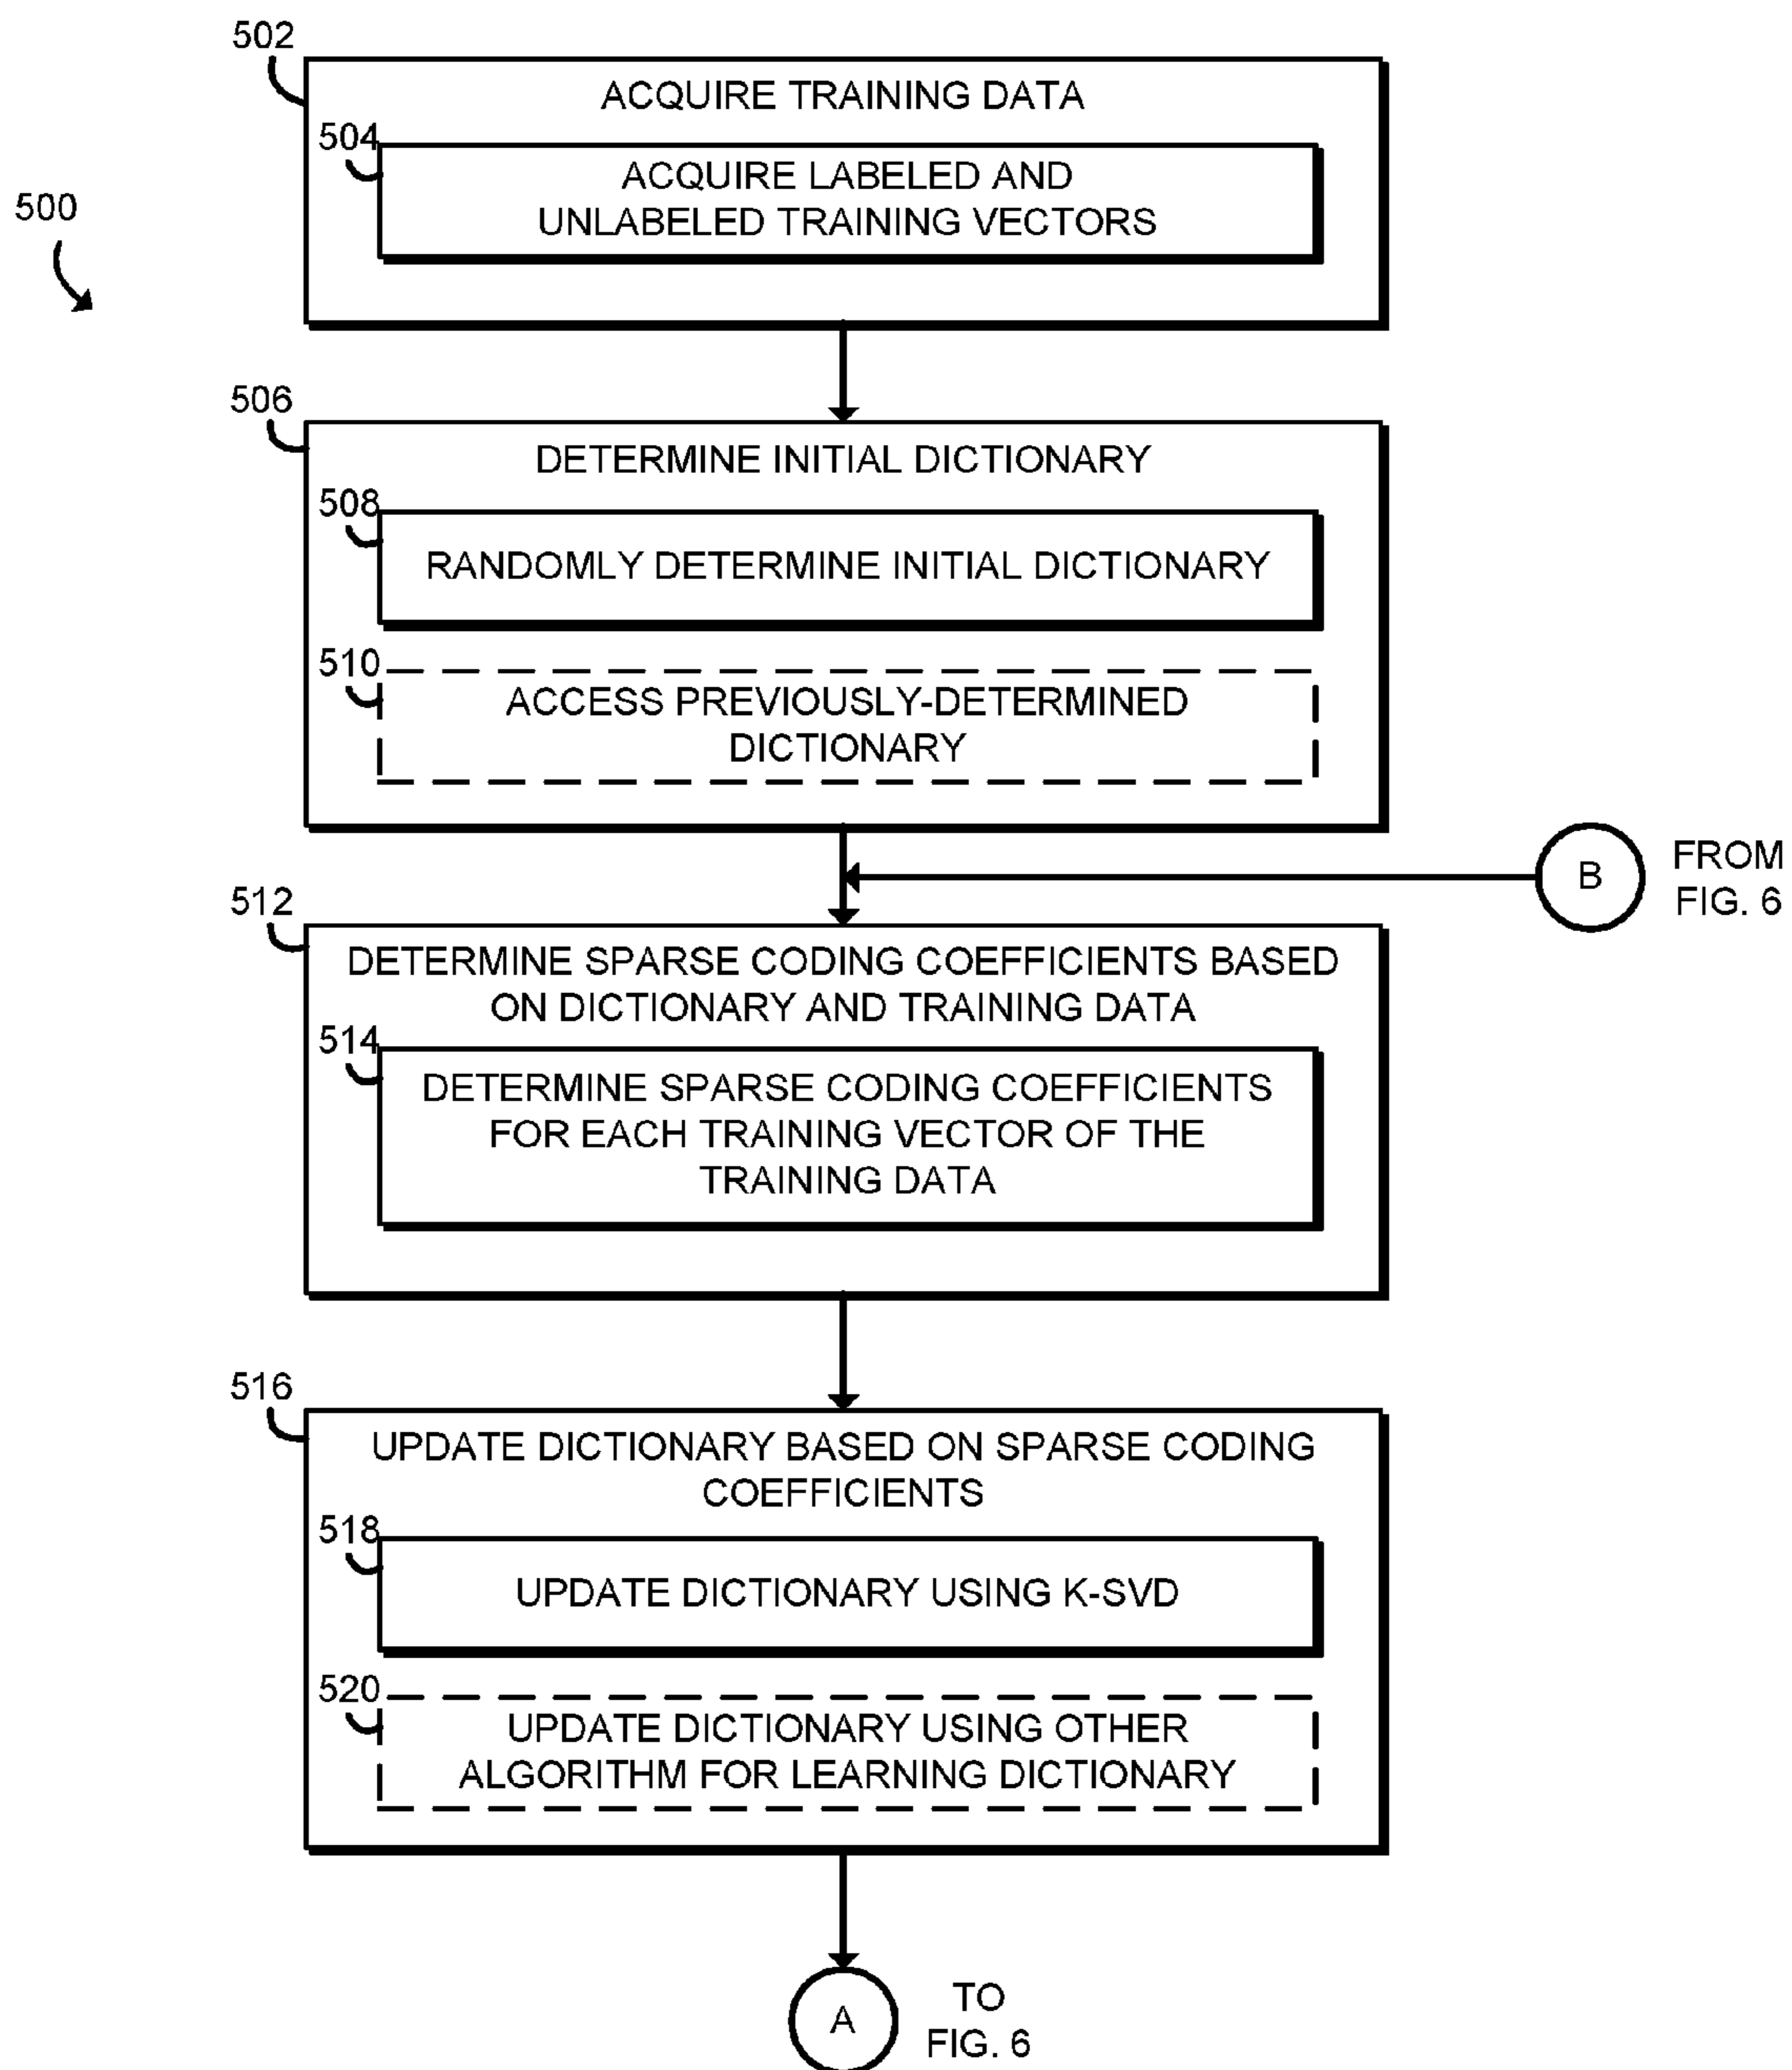 502
ACQUIRE TRAINING DATA
504
ACQUIRE LABELED AND
UNLABELED TRAINING VECTORS
500
506
DETERMINE INITIAL DICTIONARY
508
RANDOMLY DETERMINE INITIAL DICTIONARY
510
ACCESS PREVIOUSLY-DETERMINED
DICTIONARY
B
FROM
FIG. 6
512
DETERMINE SPARSE CODING COEFFICIENTS BASED
ON DICTIONARY AND TRAINING DATA
514
DETERMINE SPARSE CODING COEFFICIENTS
FOR EACH TRAINING VECTOR OF THE
TRAINING DATA
516
UPDATE DICTIONARY BASED ON SPARSE CODING
COEFFICIENTS
518
UPDATE DICTIONARY USING K-SVD
520
UPDATE DICTIONARY USING OTHER
ALGORITHM FOR LEARNING DICTIONARY
A
TO
FIG. 6